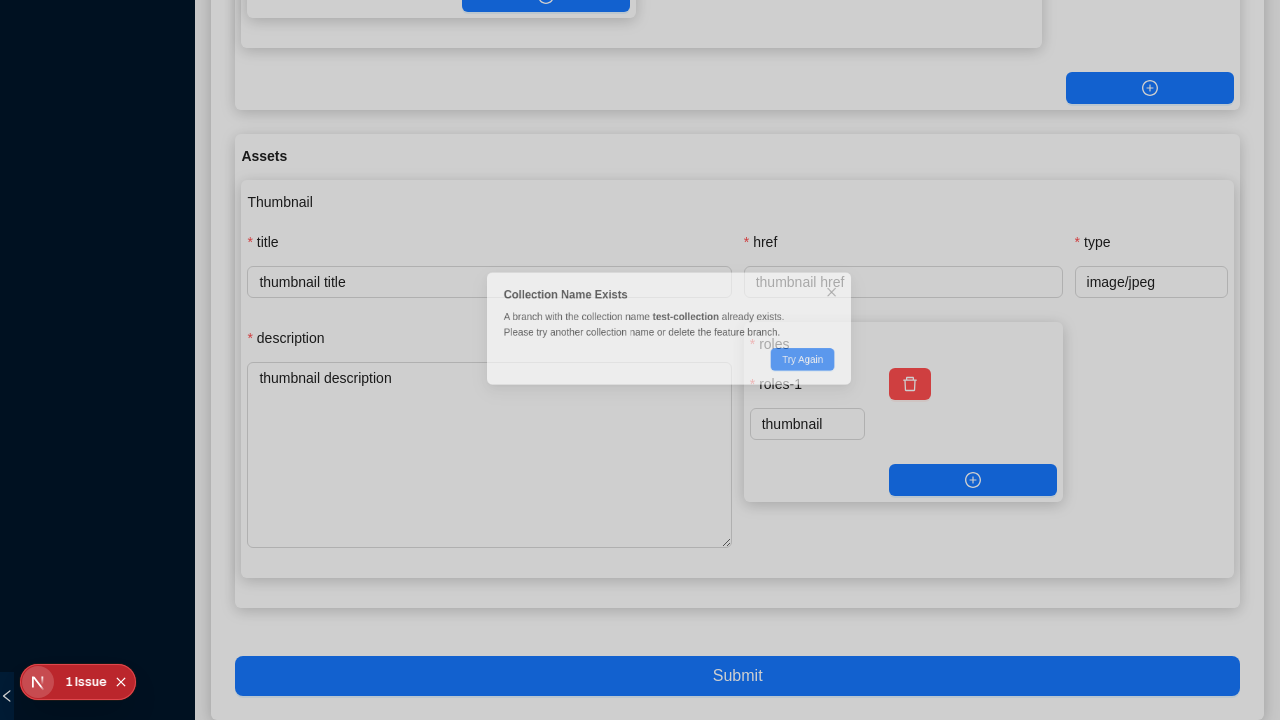 Assets
Thumbnail
* title
* href
* type
thumbnail title
thumbnail href
image/jpeg
Collection Name Exists
A branch with the collection name test-collection already exists.
Please try another collection name or delete the feature branch.
Try Again
* description
roles
* roles-1
thumbnail description
thumbnail
Submit
N
1 Issue